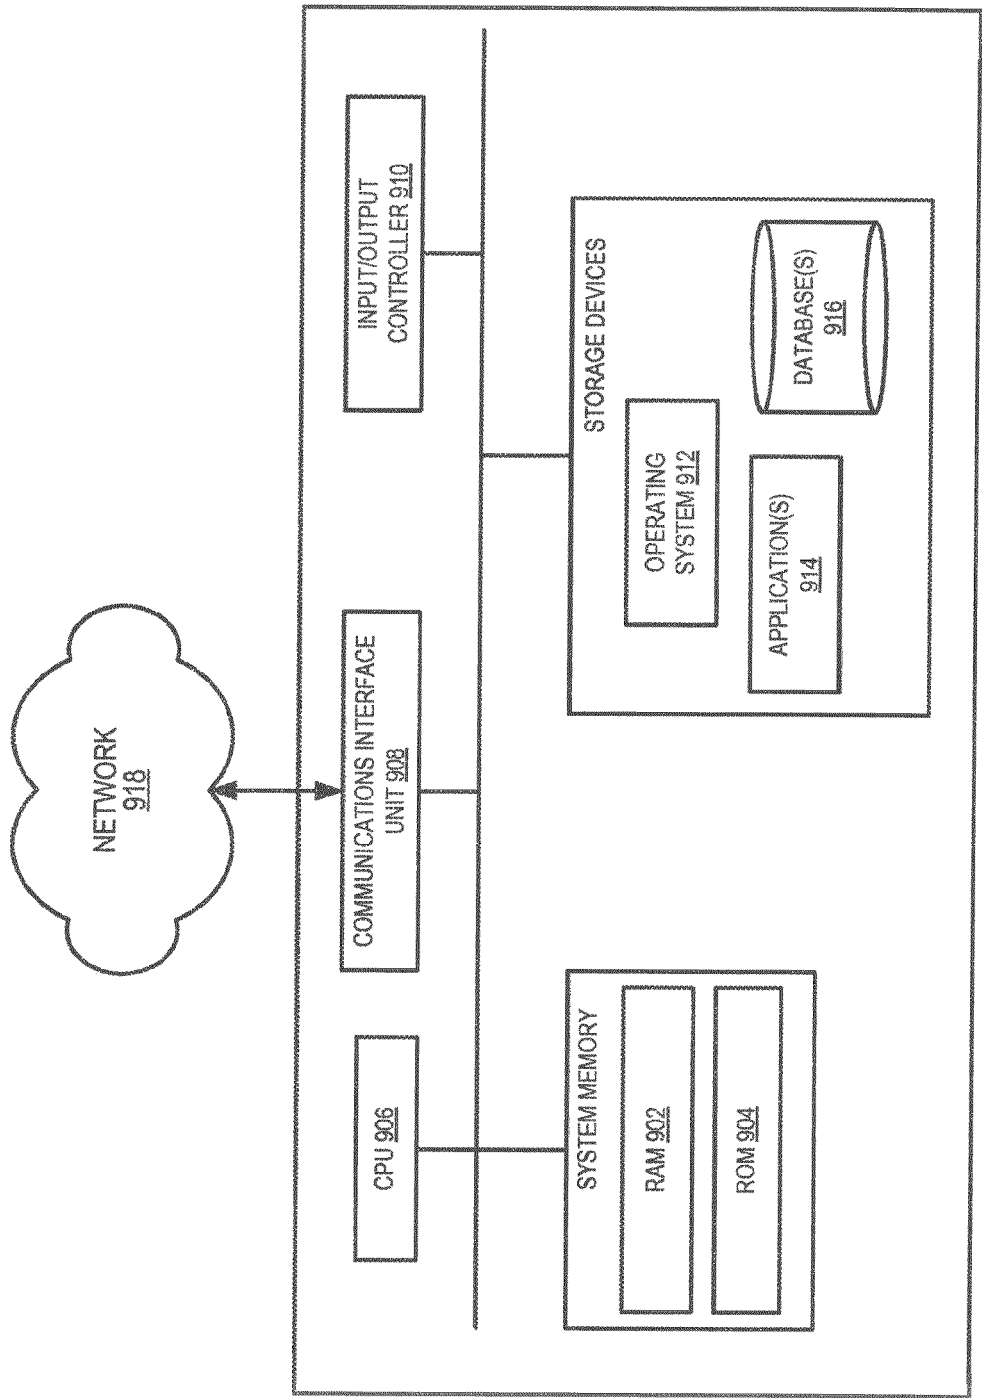 NETWORK
918
CPU 906
COMMUNICATIONS INTERFACE
UNIT 908
INPUT/OUTPUT
CONTROLLER 910
SYSTEM MEMORY
RAM 902
ROM 904
STORAGE DEVICES
OPERATING
SYSTEM 912
APPLICATION(S)
914
DATABASE(S)
916